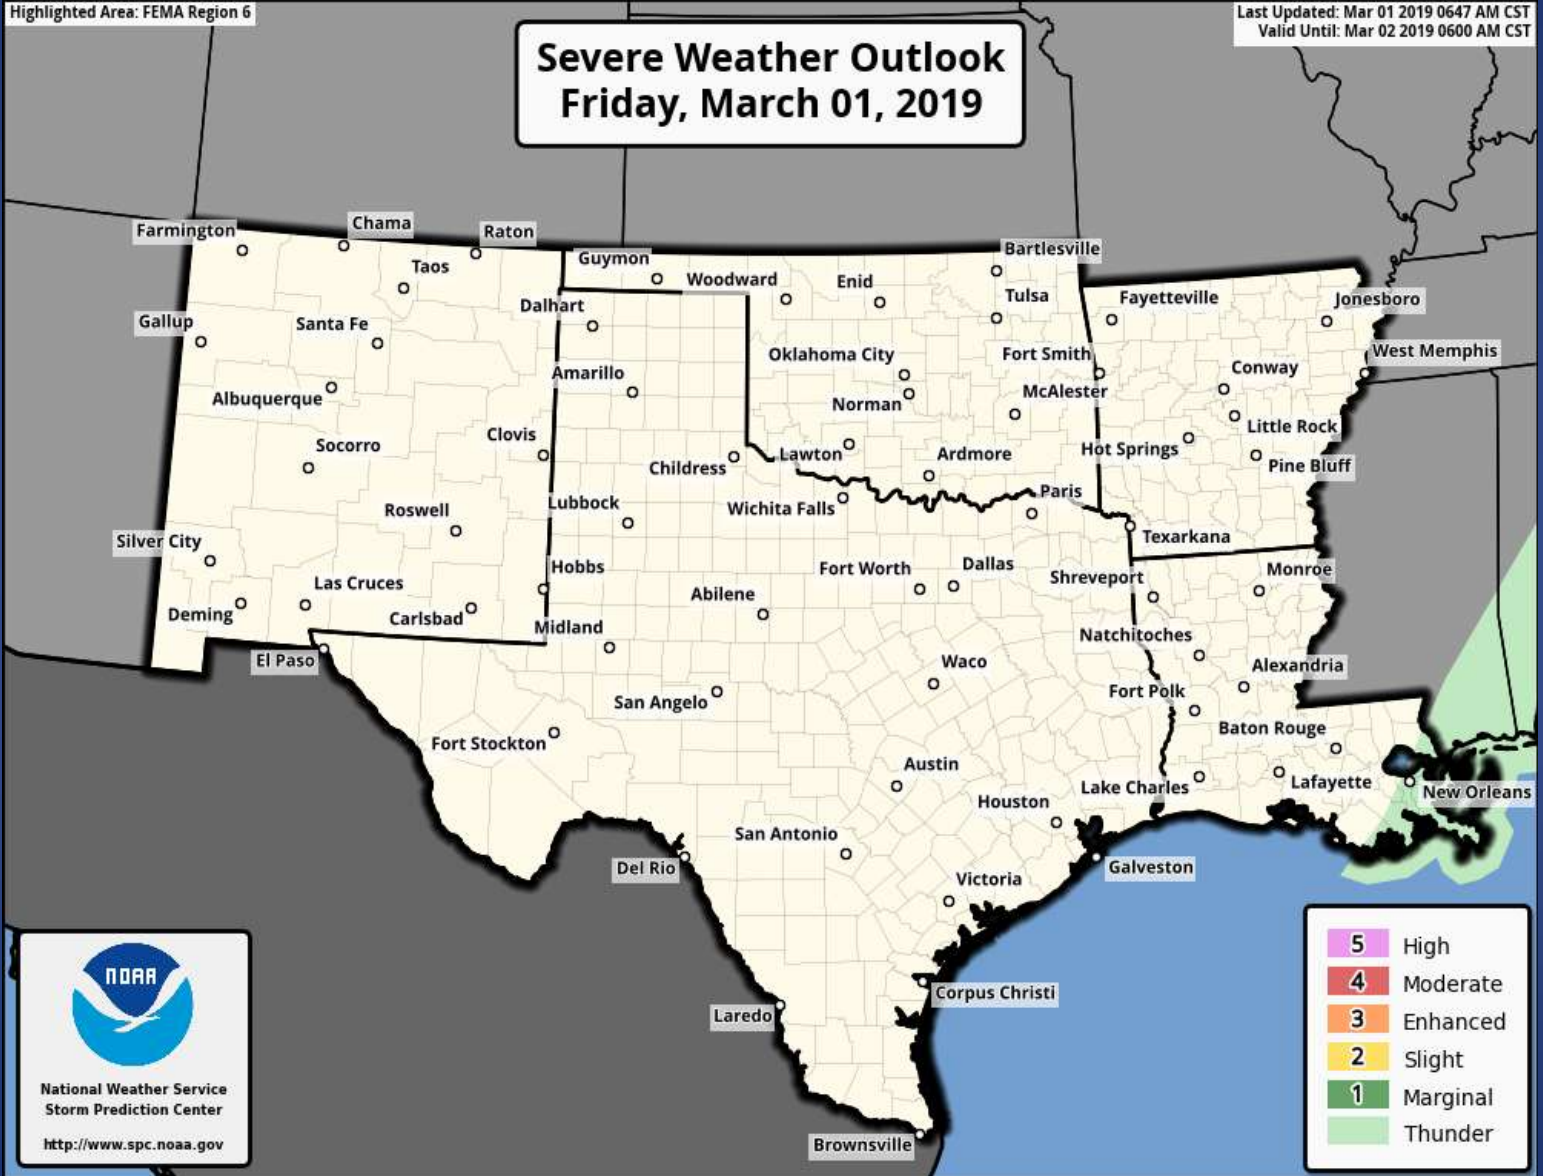 Highlighted Area: FEMA Region 6
Last Updated: Mar 01 2019 0647 AM CST
Valid Until: Mar 02 2019 0600 AM CST
Severe Weather Outlook
Friday, March 01, 2019
Farmington
Chama
Raton
Taos
Guymon
Woodward
Enid
Bartlesville
Tulsa
Fayetteville
Jonesboro
Dalhart
Gallup
Santa Fe
Oklahoma City
Fort Smith
West Memphis
Conway
Amarillo
Albuquerque
Norman
McAlester
Little Rock
Socorro
Clovis
Childress
Lawton
Ardmore
Hot Springs
Pine Bluff
Roswell
Lubbock
Wichita Falls
Paris
Texarkana
Silver City
Las Cruces
Hobbs
Fort Worth
Dallas
Shreveport
Monroe
Deming
Carlsbad
Abilene
Midland
Natchitoches
El Paso
Waco
Alexandria
San Angelo
Fort Polk
Fort Stockton
Baton Rouge
Austin
Lake Charles
Lafayette
New Orleans
Houston
San Antonio
Del Rio
Galveston
Victoria
Corpus Christi
Laredo
Brownsville
NOAA
National Weather Service
Storm Prediction Center
http://www.spc.noaa.gov
5 High
4 Moderate
3 Enhanced
2 Slight
1 Marginal
Thunder